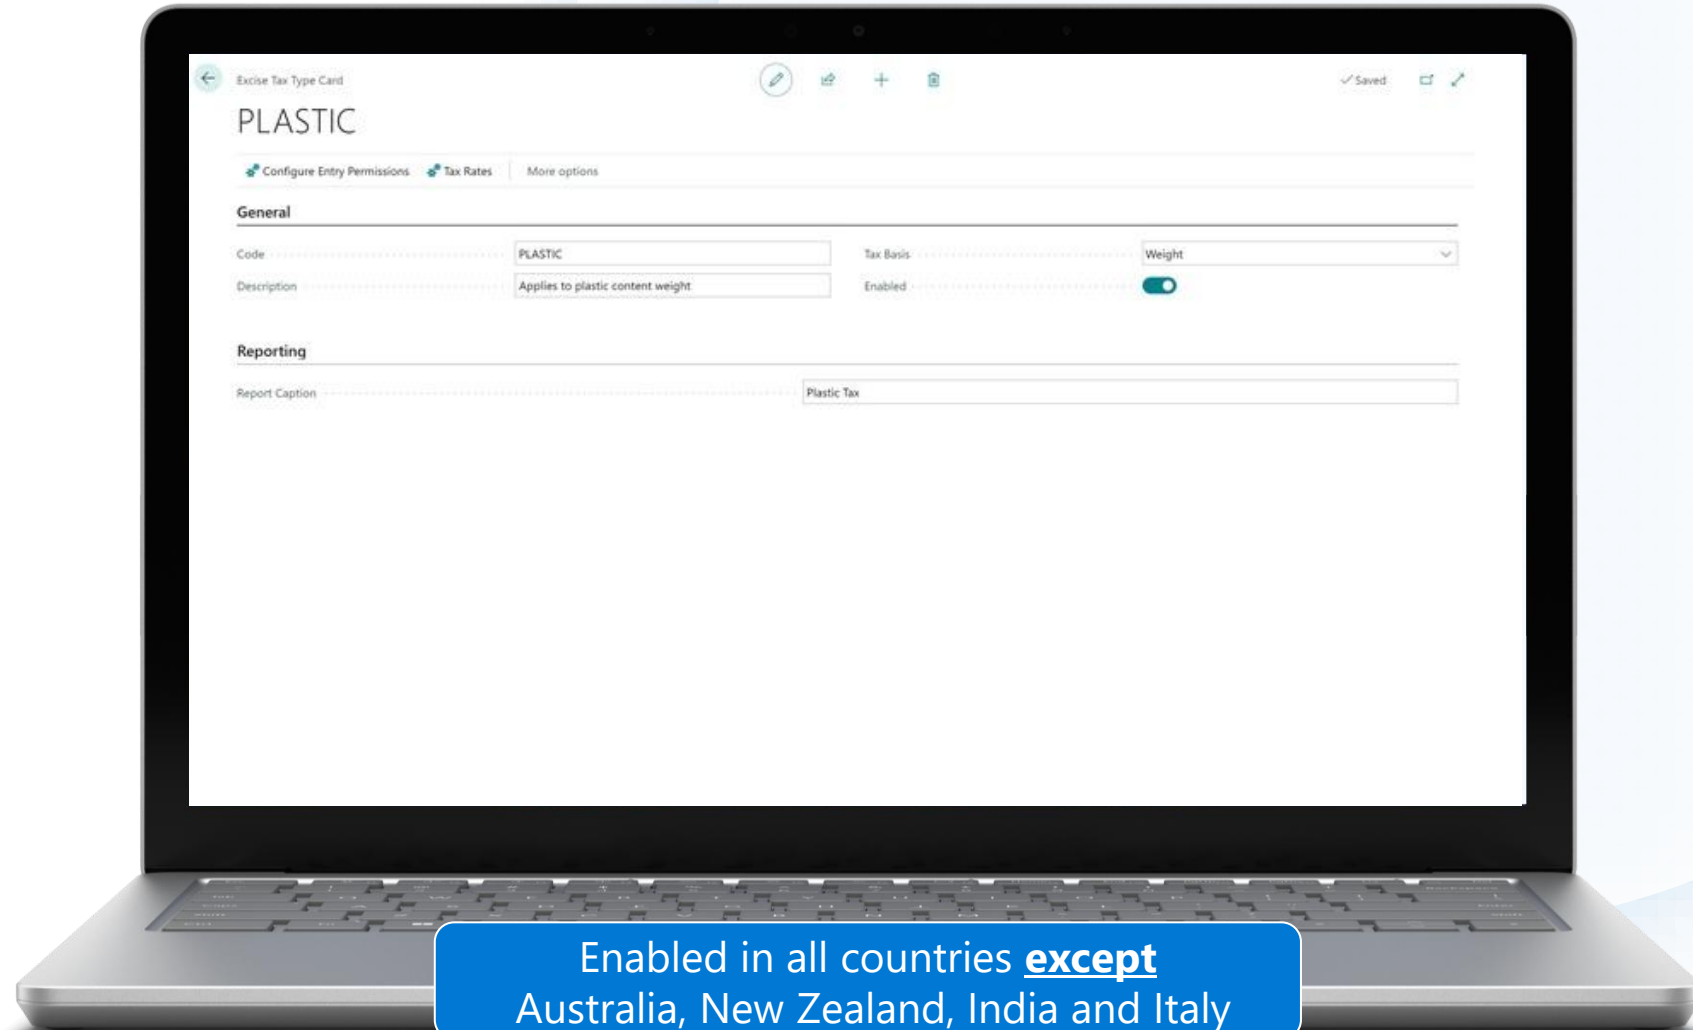 Excise Tax Type Card
Saved
PLASTIC
Configure Entry Permissions Tax Rates More options
General
Code PLASTIC Tax Basis Weight
Description Applies to plastic content weight Enabled
Reporting
Report Caption Plastic Tax
Enabled in all countries except
Australia, New Zealand, India and Italy